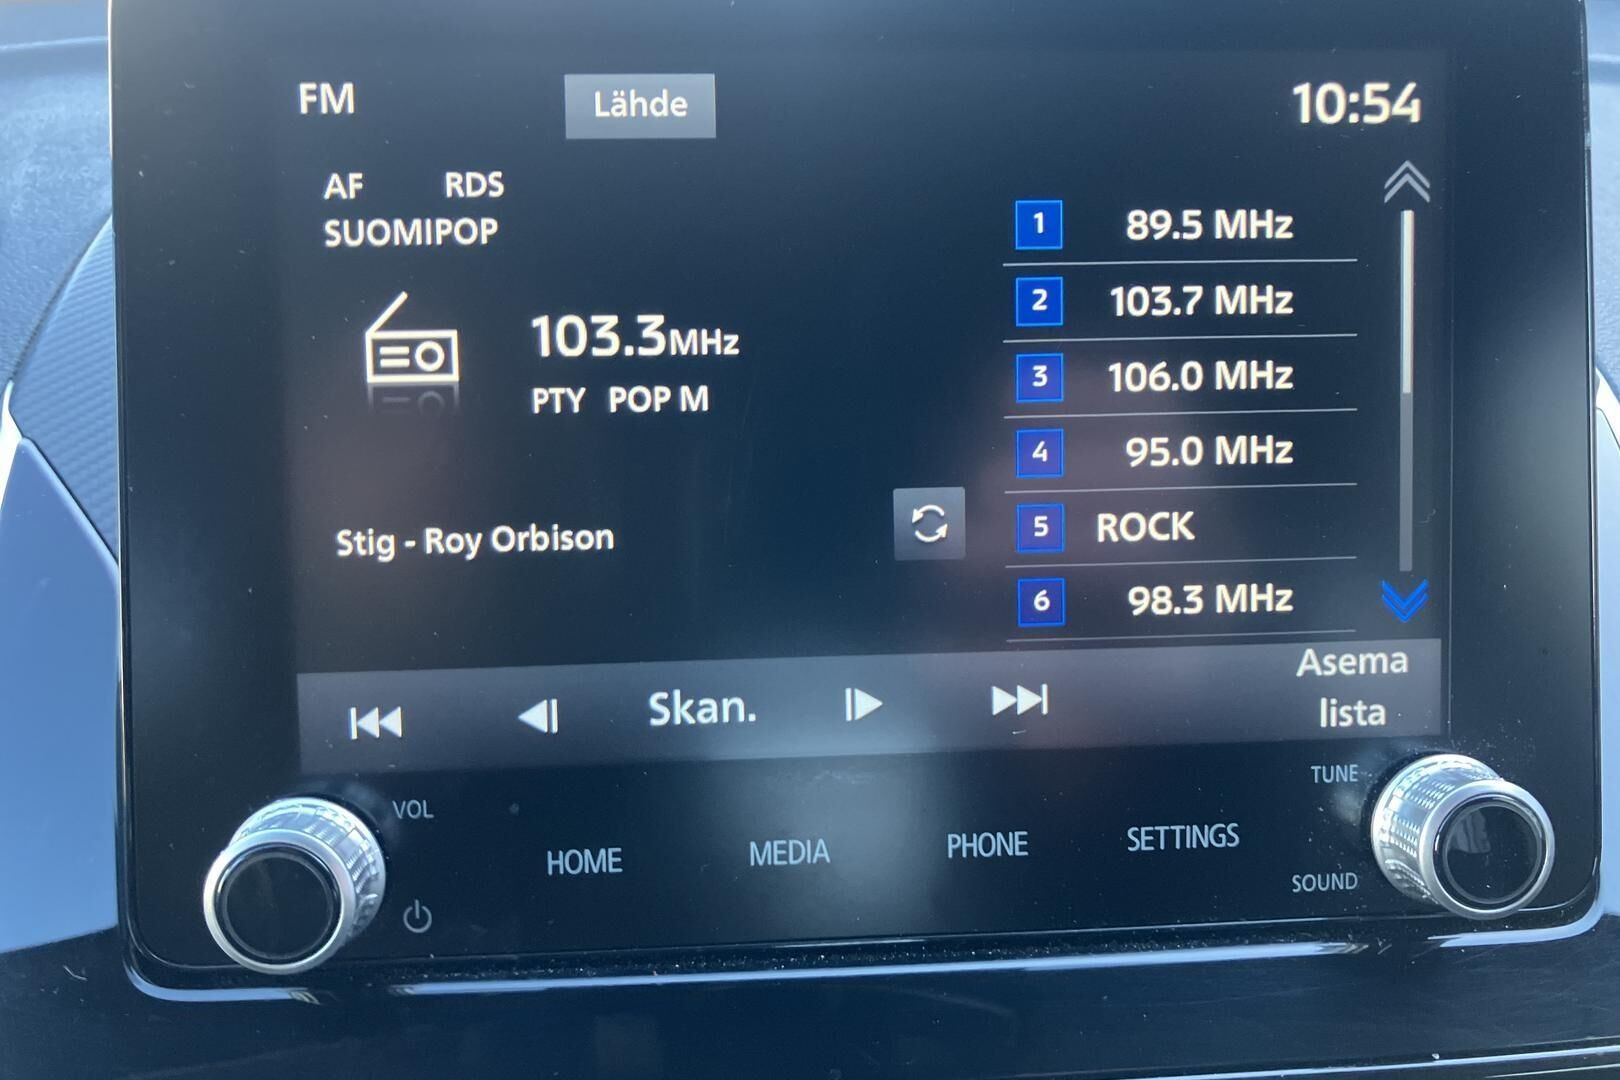 FM
Lähde
10:54
AF RDS
SUOMIPOP
103.3MHz
PTY POP M
Stig - Roy Orbison
1 89.5 MHz
2 103.7 MHz
3 106.0 MHz
4 95.0 MHz
5 ROCK
6 98.3 MHz
Skan.
Asema
lista
VOL
HOME
MEDIA
PHONE
SETTINGS
TUNE
SOUND